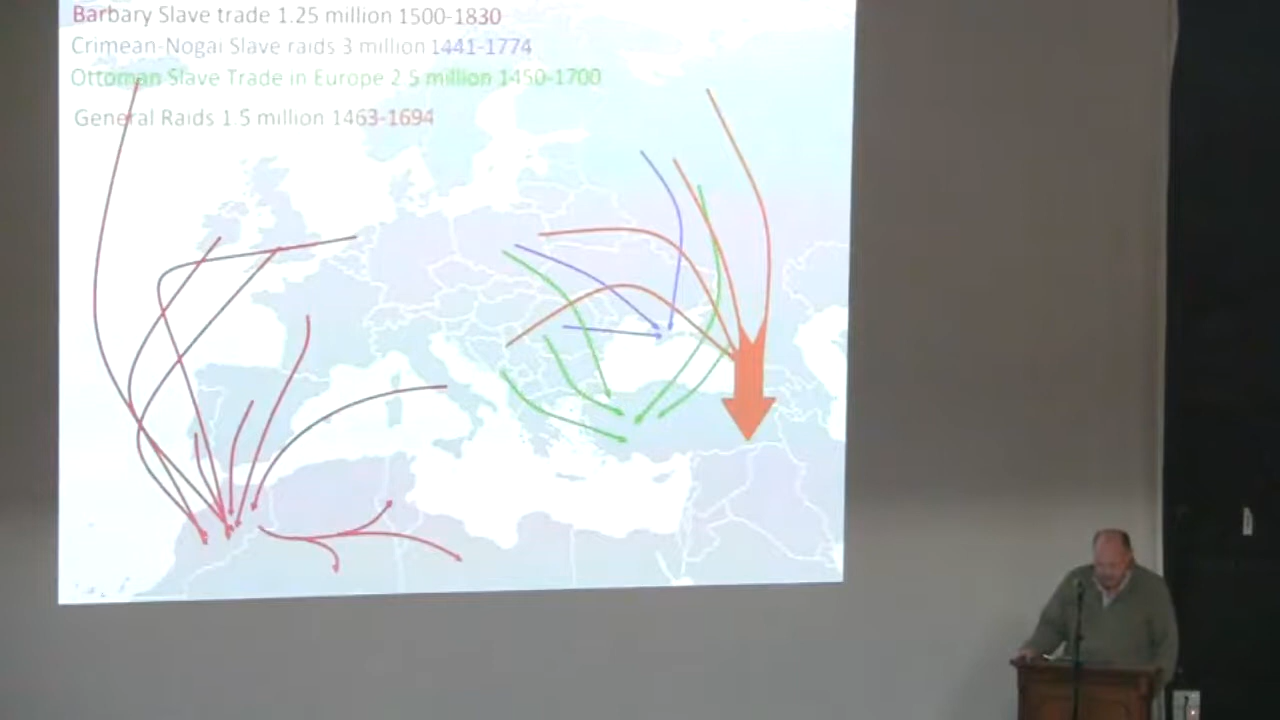 Barbary Slave trade 1.25 million 1500-1830
Crimean-Nogai Slave raids 3 million 1441-1774
Ottoman Slave Trade in Europe 2 5 million 1450-1700
General Raids 1.5 million 1463-1694